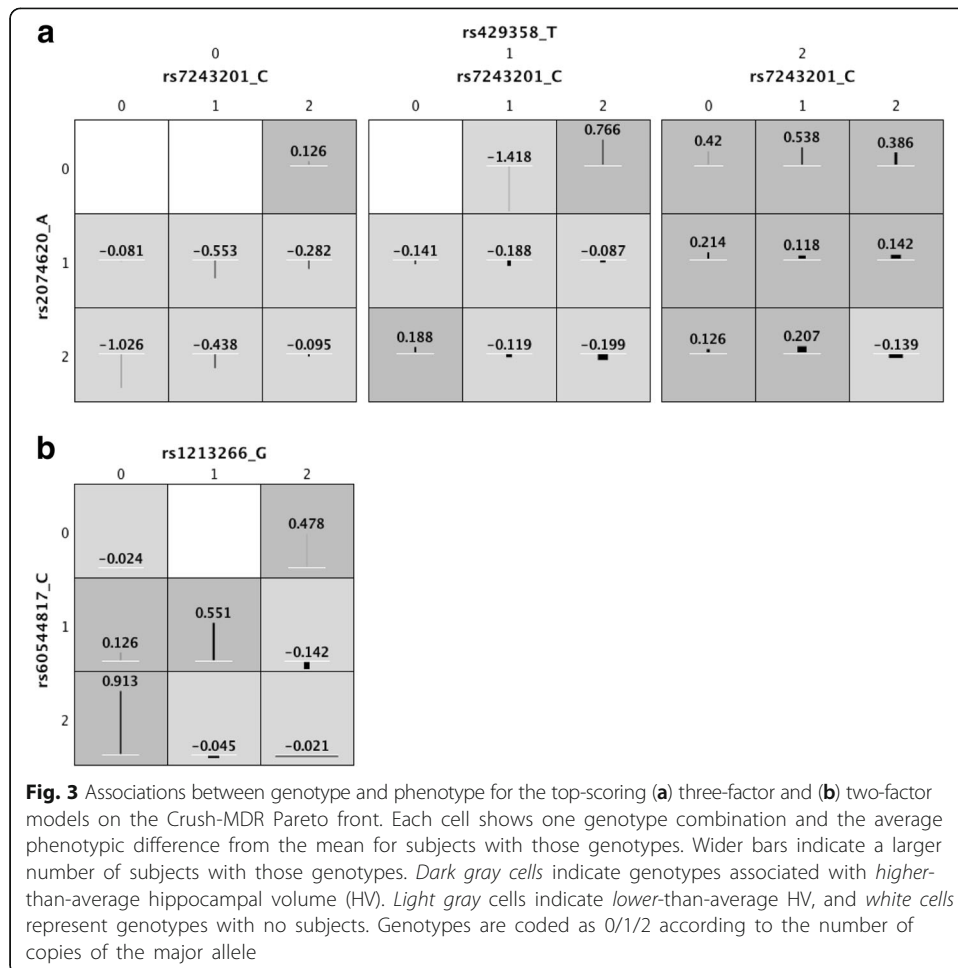 a
rs429358_T
0 1 2
rs7243201_C rs7243201_C rs7243201_C
0 1 2 0 1 2 0 1 2
rs2074620_A
0 0.126 -1.418 0.766 0.42 0.538 0.386
1 -0.081 -0.553 -0.282 -0.141 -0.188 -0.087 0.214 0.118 0.142
2 -1.026 -0.438 -0.095 0.188 -0.119 -0.199 0.126 0.207 -0.139
b
rs1213266_G
0 1 2
rs60544817_C
0 -0.024 0.478
1 0.126 0.551 -0.142
2 0.913 -0.045 -0.021
Fig. 3 Associations between genotype and phenotype for the top-scoring (a) three-factor and (b) two-factor
models on the Crush-MDR Pareto front. Each cell shows one genotype combination and the average
phenotypic difference from the mean for subjects with those genotypes. Wider bars indicate a larger
number of subjects with those genotypes. Dark gray cells indicate genotypes associated with higher-
than-average hippocampal volume (HV). Light gray cells indicate lower-than-average HV, and white cells
represent genotypes with no subjects. Genotypes are coded as 0/1/2 according to the number of
copies of the major allele